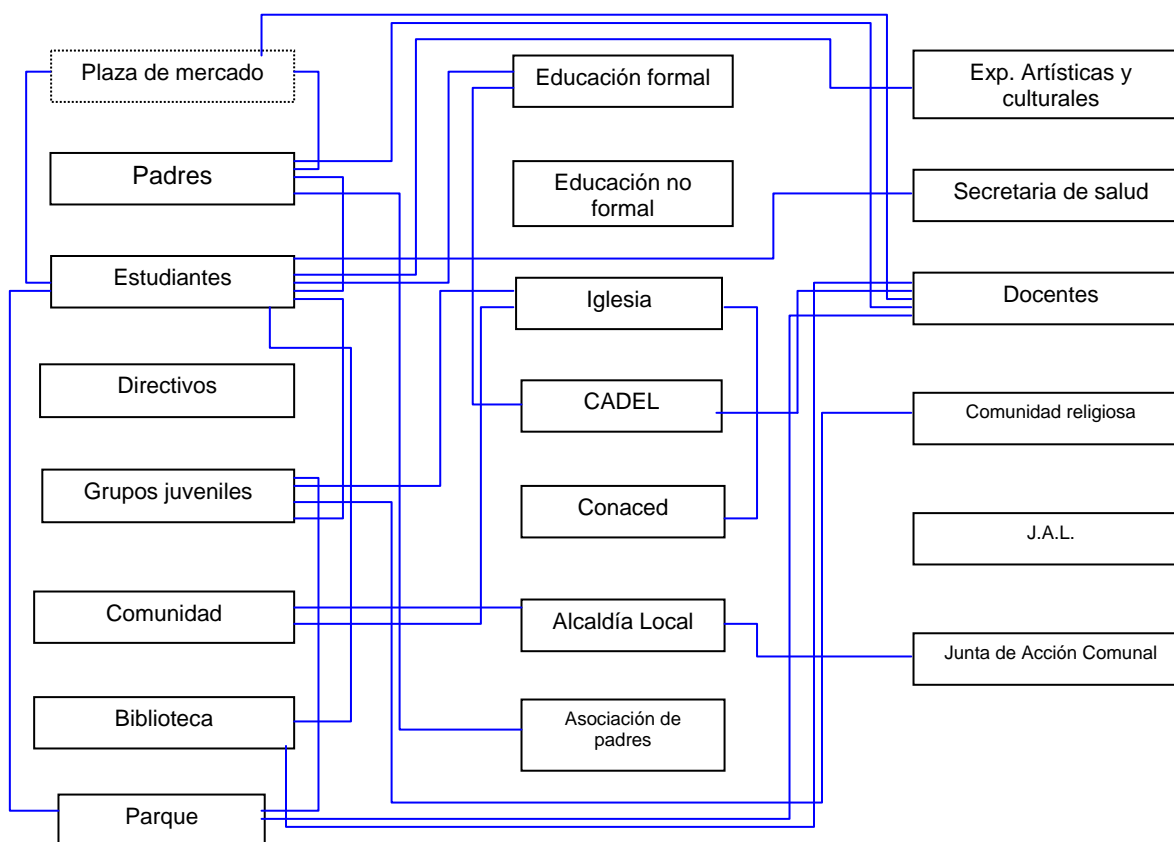 Plaza de mercado
Padres
Estudiantes
Directivos
Grupos juveniles
Comunidad
Biblioteca
Parque
Educación formal
Educación no
formal
Iglesia
CADEL
Conaced
Alcaldía Local
Asociación de
padres
Exp. Artísticas y
culturales
Secretaria de salud
Docentes
Comunidad religiosa
J.A.L.
Junta de Acción Comunal